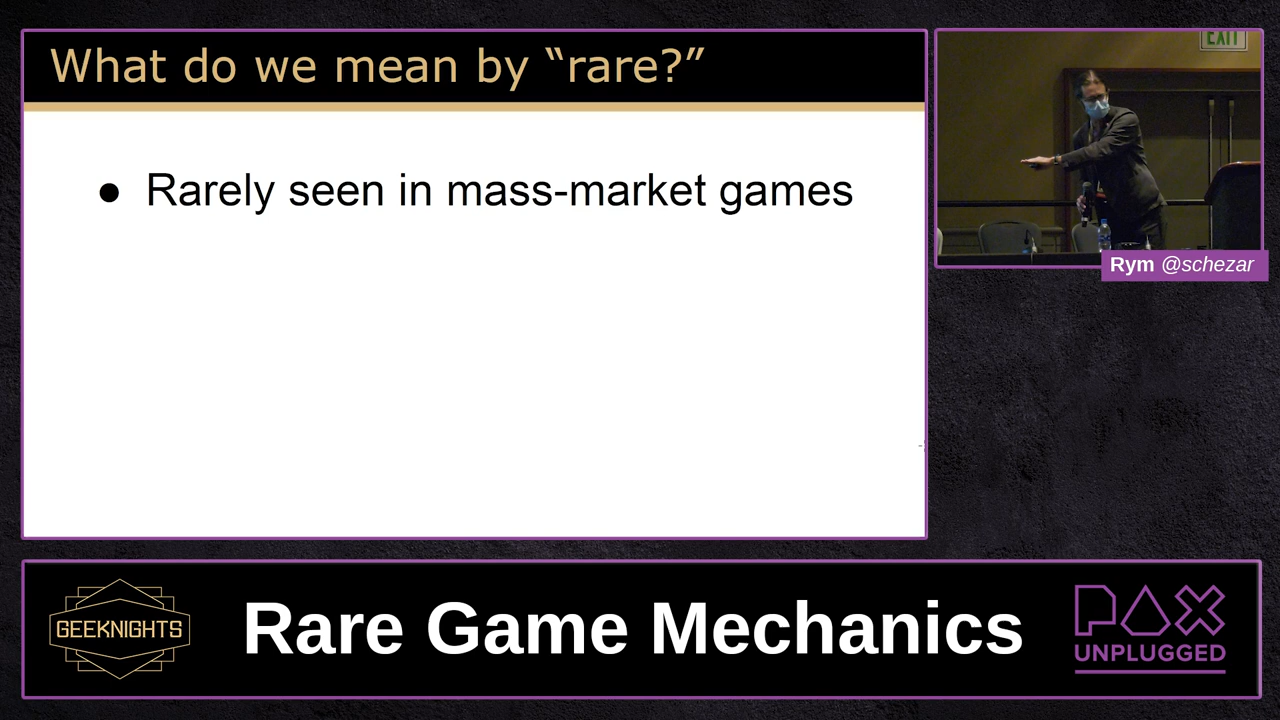 What do we mean by “rare?”
● Rarely seen in mass-market games
EXIT
Rym @schezar
GEEKNIGHTS
Rare Game Mechanics
PAX
UNPLUGGED